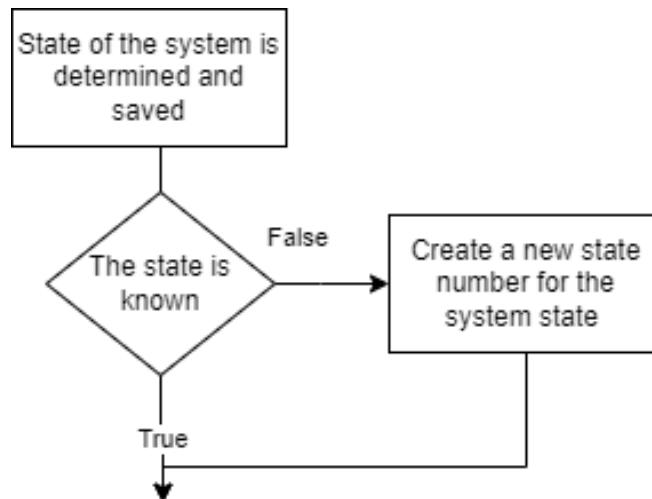 State of the system is
determined and
saved
The state is
known
False
Create a new state
number for the
system state
True